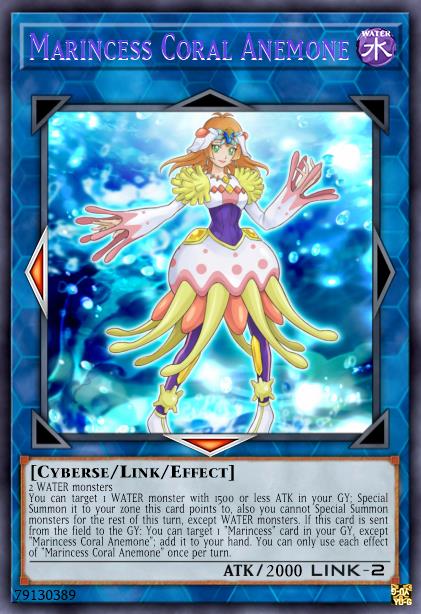 MARINCESS CORAL ANEMONE
WATER
水
[CYBERSE/LINK/EFFECT]
2 WATER monsters
You can target 1 WATER monster with 1500 or less ATK in your GY; Special
Summon it to your zone this card points to, also you cannot Special Summon
monsters for the rest of this turn, except WATER monsters. If this card is sent
from the field to the GY: You can target 1 "Marincess" card in your GY, except
"Marincess Coral Anemone"; add it to your hand. You can only use each effect
of "Marincess Coral Anemone" once per turn.
ATK/2000 LINK-2
79130389